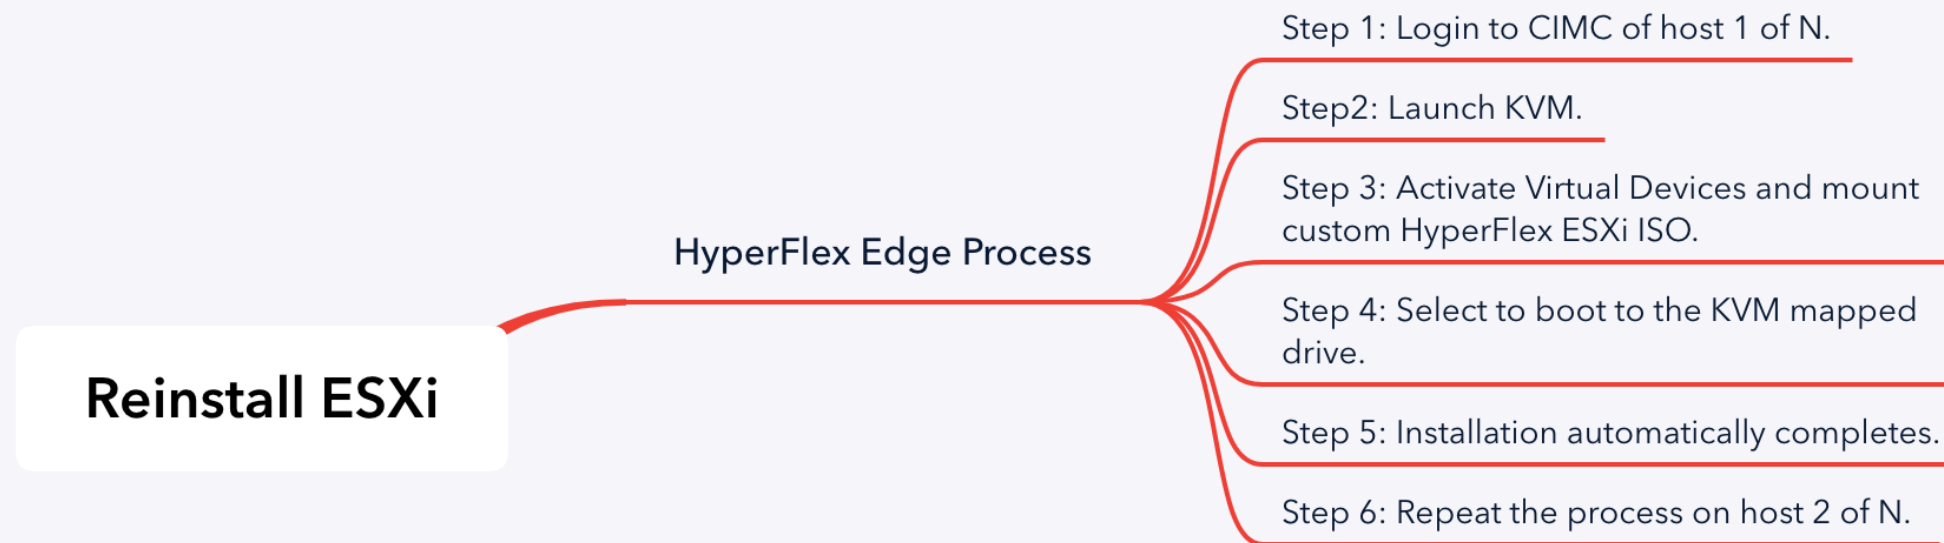 Step 1: Login to CIMC of host 1 of N.
Step2: Launch KVM.
Step 3: Activate Virtual Devices and mount
custom HyperFlex ESXi ISO.
HyperFlex Edge Process
Step 4: Select to boot to the KVM mapped
drive.
Reinstall ESXi
Step 5: Installation automatically completes.
Step 6: Repeat the process on host 2 of N.